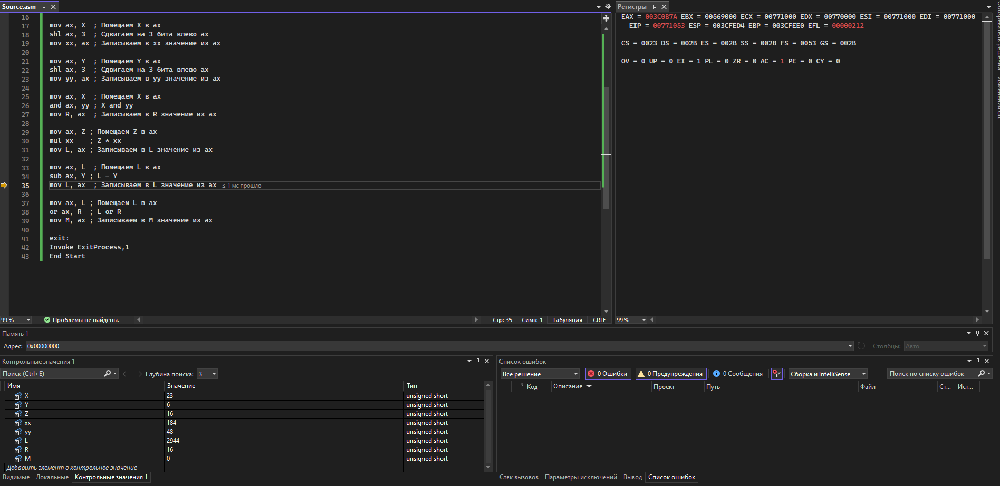 Source.asm
16
17 mov ax, X ; Помещаем X в ax
18 shl ax, 3 ; Сдвигаем на 3 бита влево ax
19 mov xx, ax ; Записываем в xx значение из ax
20
21 mov ax, Y ; Помещаем Y в ax
22 shl ax, 3 ; Сдвигаем на 3 бита влево ax
23 mov yy, ax ; Записываем в yy значение из ax
24
25 mov ax, X ; Помещаем X в ax
26 and ax, yy ; X and yy
27 mov R, ax ; Записываем в R значение из ax
28
29 mov ax, Z ; Помещаем Z в ax
30 mul xx ; Z * xx
31 mov L, ax ; Записываем в L значение из ax
32
33 mov ax, L ; Помещаем L в ax
34 sub ax, Y ; L - Y
35 mov L, ax ; Записываем в L значение из ax ≤ 1 мс прошло
36
37 mov ax, L ; Помещаем L в ax
38 or ax, R ; L or R
39 mov M, ax ; Записываем в M значение из ax
40
41 exit:
42 Invoke ExitProcess,1
43 End Start
99 % Проблемы не найдены. Стр: 35 Симв: 1 Табуляция CRLF
Регистры
EAX = 003C0B7A EBX = 00569000 ECX = 00771000 EDX = 00770000 ESI = 00771000 EDI = 00771000
EIP = 00771053 ESP = 003CFED4 EBP = 003CFEE0 EFL = 00000212
CS = 0023 DS = 002B ES = 002B SS = 002B FS = 0053 GS = 002B
OV = 0 UP = 0 EI = 1 PL = 0 ZR = 0 AC = 1 PE = 0 CY = 0
99 %
Память 1
Адрес: 0x00000000 Столбцы: Авто
Контрольные значения 1
Поиск (Ctrl+E) Глубина поиска: 3
Имя Значение Тип
X 23 unsigned short
Y 6 unsigned short
Z 16 unsigned short
xx 184 unsigned short
yy 48 unsigned short
L 2944 unsigned short
R 16 unsigned short
M 0 unsigned short
Добавить элемент в контрольное значение
Видимые Локальные Контрольные значения 1
Список ошибок
Все решение 0 Ошибки 0 Предупреждения 0 Сообщения Сборка и IntelliSense Поиск по списку ошибок
Код Описание Проект Путь Файл Ст... Ист...
Стек вызовов Параметры исключений Вывод Список ошибок